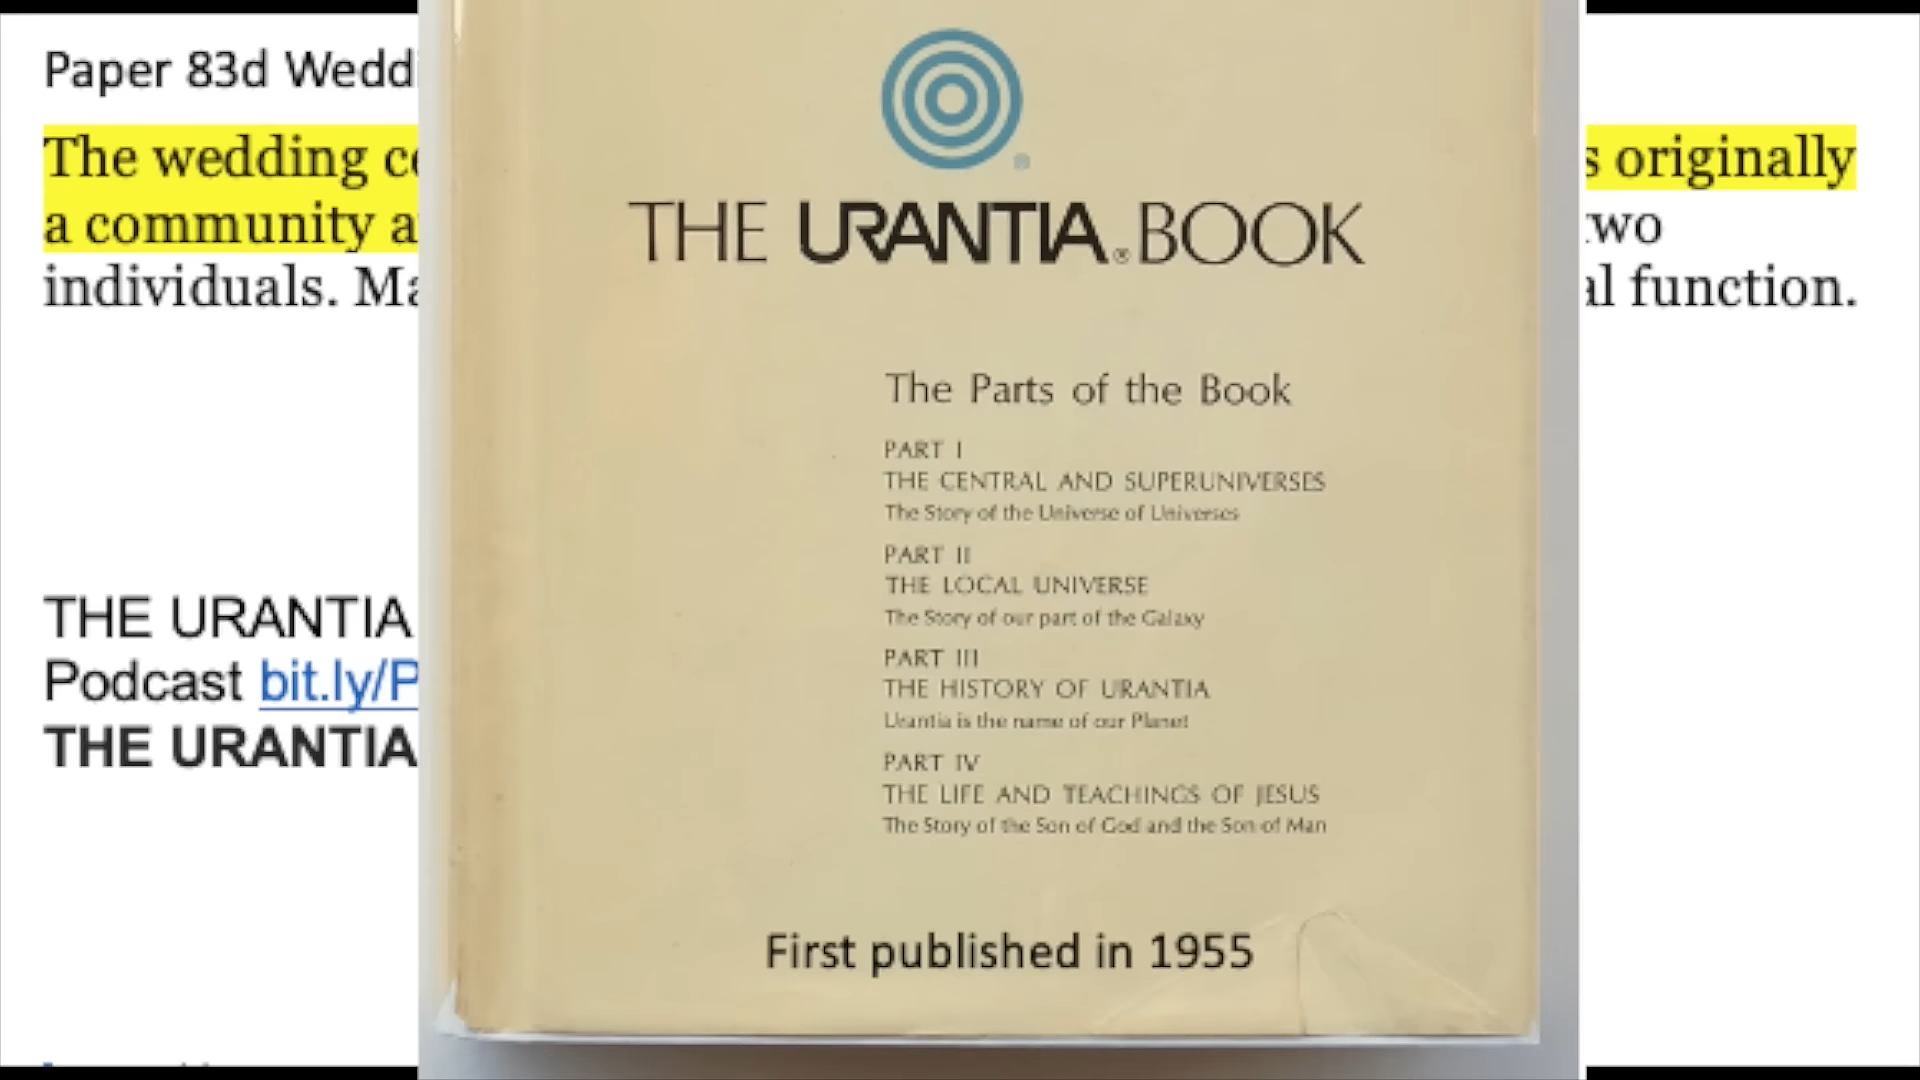 Paper 83d Wedd
The wedding ce
s originally
a community a
two
individuals. Ma
al function.
THE URANTIA
Podcast bit.ly/P
THE URANTIA
THE URANTIA® BOOK
The Parts of the Book
PART I
THE CENTRAL AND SUPERUNIVERSES
The Story of the Universe of Universes
PART II
THE LOCAL UNIVERSE
The Story of our part of the Galaxy
PART III
THE HISTORY OF URANTIA
Urantia is the name of our Planet
PART IV
THE LIFE AND TEACHINGS OF JESUS
The Story of the Son of God and the Son of Man
First published in 1955